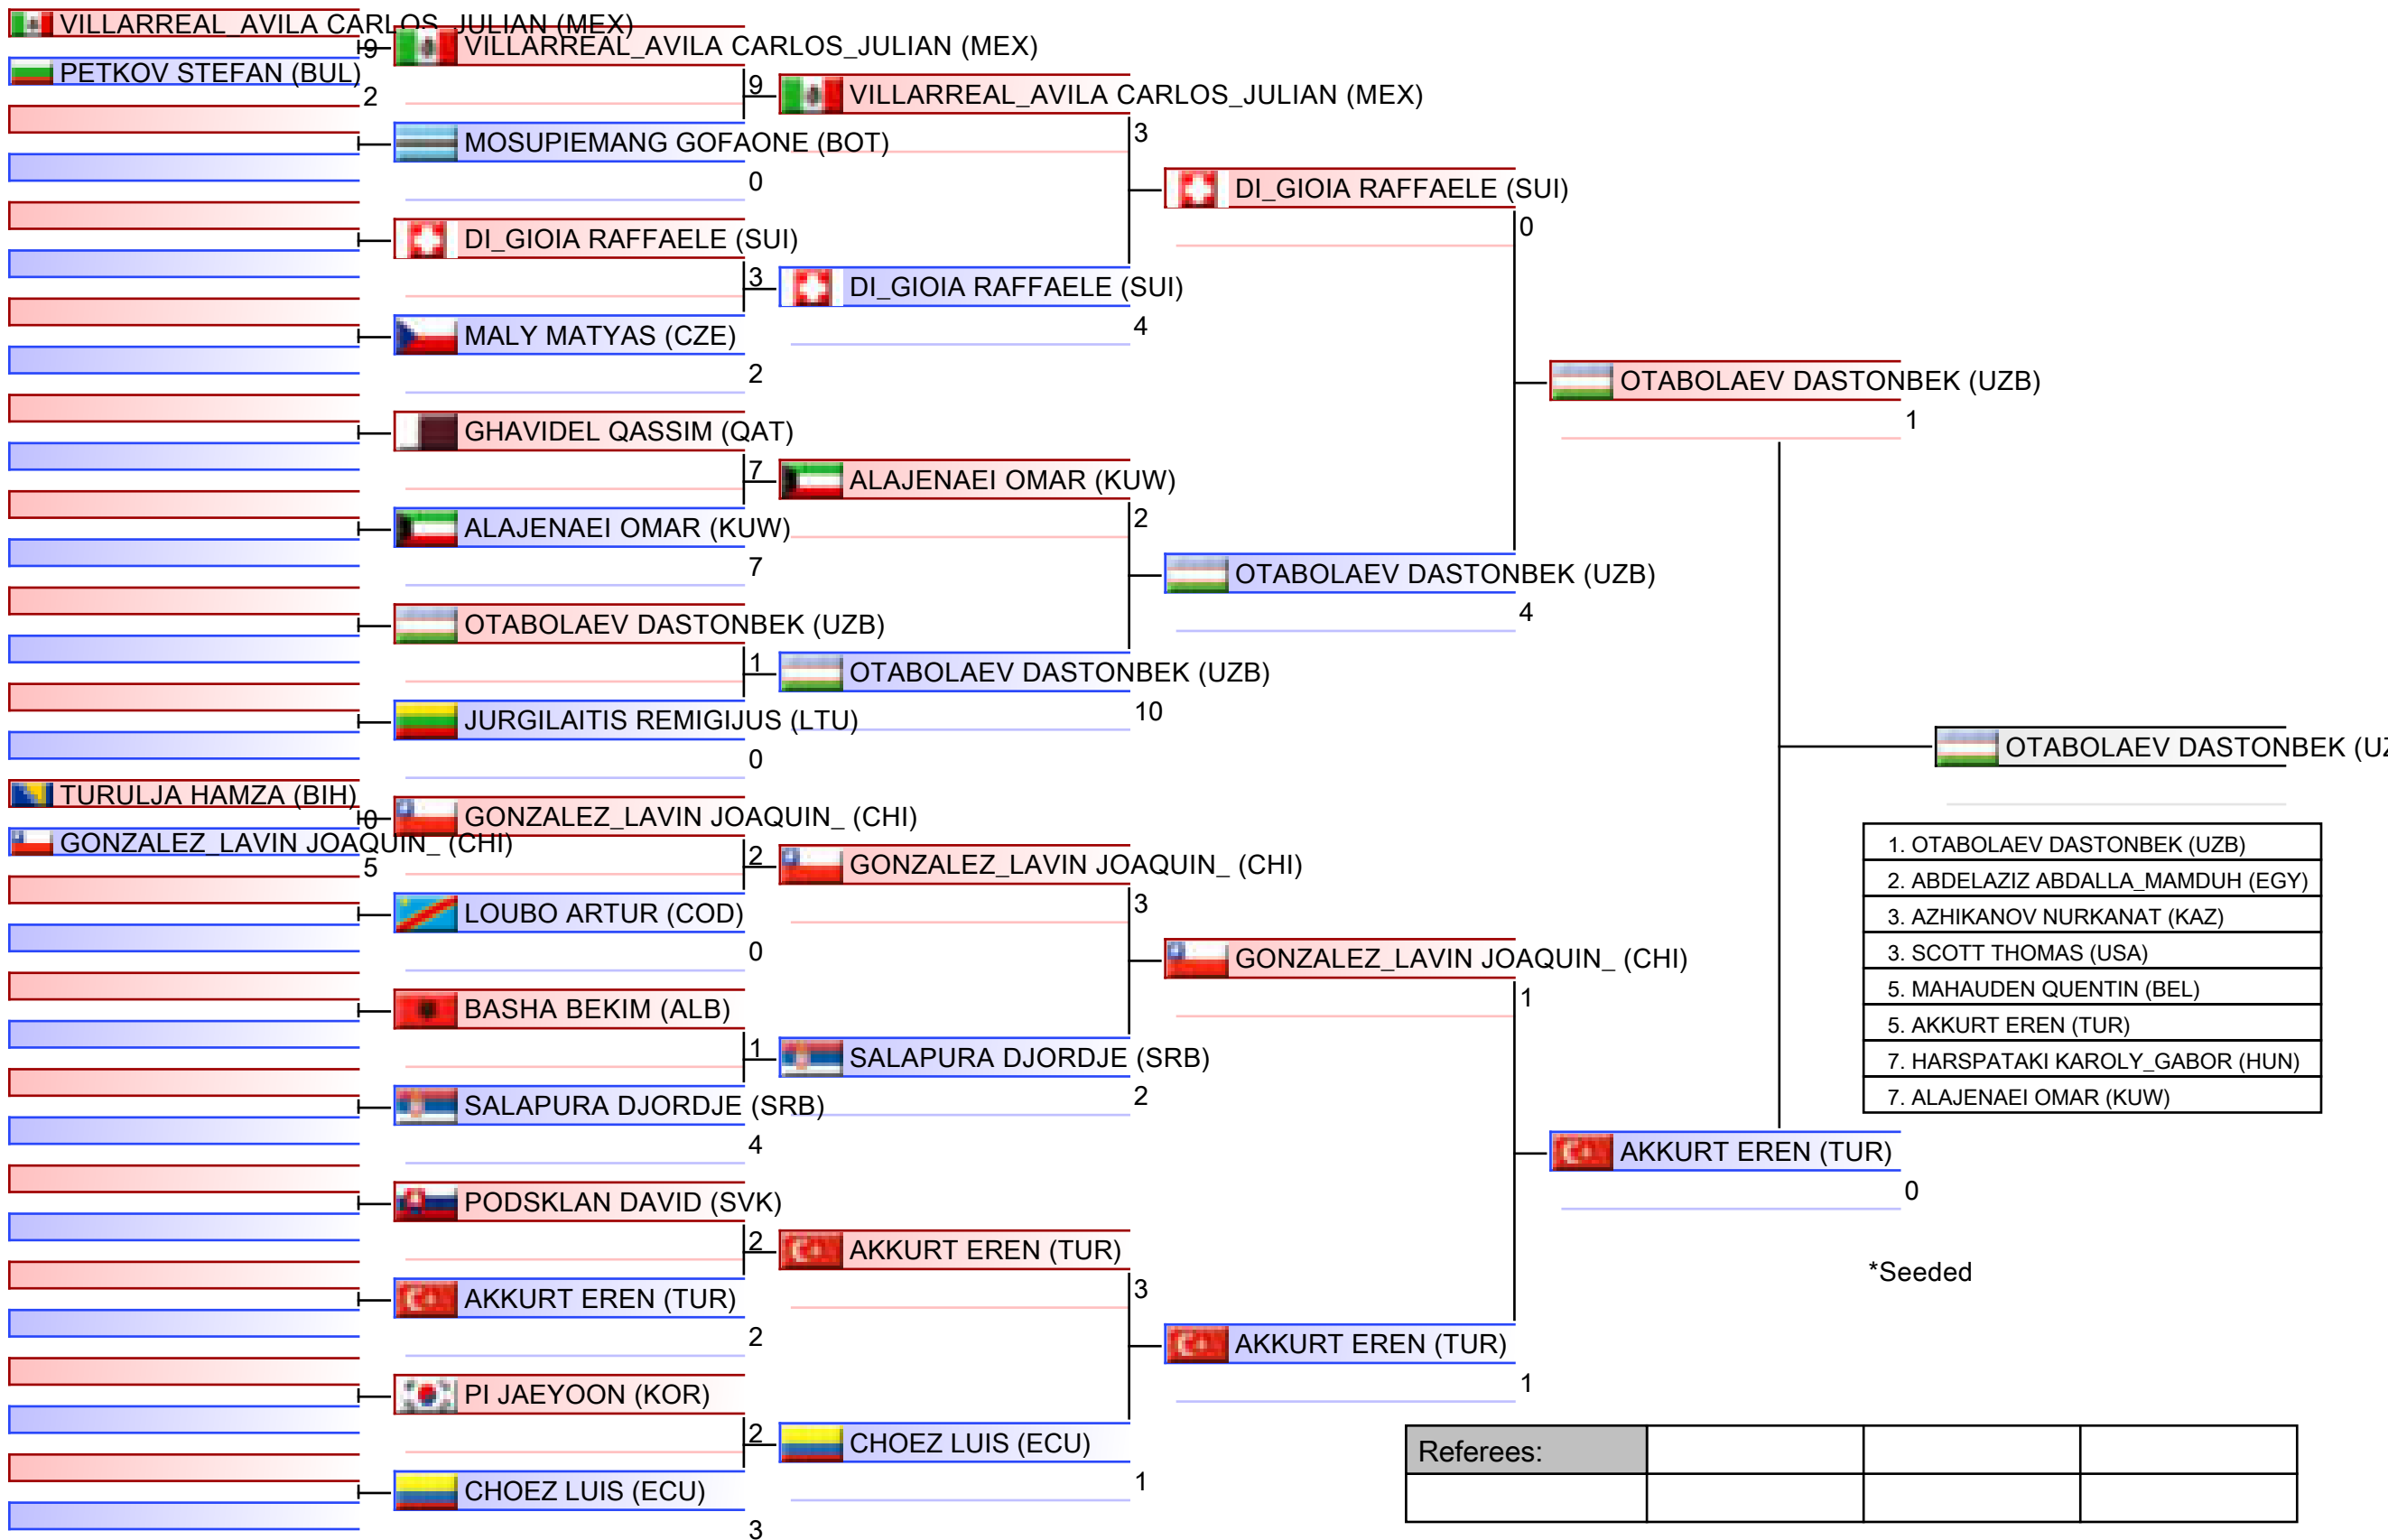 VILLARREAL_AVILA CARLOS_JULIAN (MEX)
9
PETKOV STEFAN (BUL)
2
TURULJA HAMZA (BIH)
0
GONZALEZ_LAVIN JOAQUIN_ (CHI)
5
VILLARREAL_AVILA CARLOS_JULIAN (MEX)
9
MOSUPIEMANG GOFAONE (BOT)
0
DI_GIOIA RAFFAELE (SUI)
3
MALY MATYAS (CZE)
2
GHAVIDEL QASSIM (QAT)
7
ALAJENAEI OMAR (KUW)
7
OTABOLAEV DASTONBEK (UZB)
1
JURGILAITIS REMIGIJUS (LTU)
0
GONZALEZ_LAVIN JOAQUIN_ (CHI)
2
LOUBO ARTUR (COD)
0
BASHA BEKIM (ALB)
1
SALAPURA DJORDJE (SRB)
4
PODSKLAN DAVID (SVK)
2
AKKURT EREN (TUR)
2
PI JAEYOON (KOR)
2
CHOEZ LUIS (ECU)
3
VILLARREAL_AVILA CARLOS_JULIAN (MEX)
3
DI_GIOIA RAFFAELE (SUI)
4
ALAJENAEI OMAR (KUW)
2
OTABOLAEV DASTONBEK (UZB)
10
GONZALEZ_LAVIN JOAQUIN_ (CHI)
3
SALAPURA DJORDJE (SRB)
2
AKKURT EREN (TUR)
3
CHOEZ LUIS (ECU)
1
DI_GIOIA RAFFAELE (SUI)
0
OTABOLAEV DASTONBEK (UZB)
4
GONZALEZ_LAVIN JOAQUIN_ (CHI)
1
AKKURT EREN (TUR)
1
OTABOLAEV DASTONBEK (UZB)
1
AKKURT EREN (TUR)
0
OTABOLAEV DASTONBEK (UZ
1. OTABOLAEV DASTONBEK (UZB)
2. ABDELAZIZ ABDALLA_MAMDUH (EGY)
3. AZHIKANOV NURKANAT (KAZ)
3. SCOTT THOMAS (USA)
5. MAHAUDEN QUENTIN (BEL)
5. AKKURT EREN (TUR)
7. HARSPATAKI KAROLY_GABOR (HUN)
7. ALAJENAEI OMAR (KUW)
*Seeded
Referees: